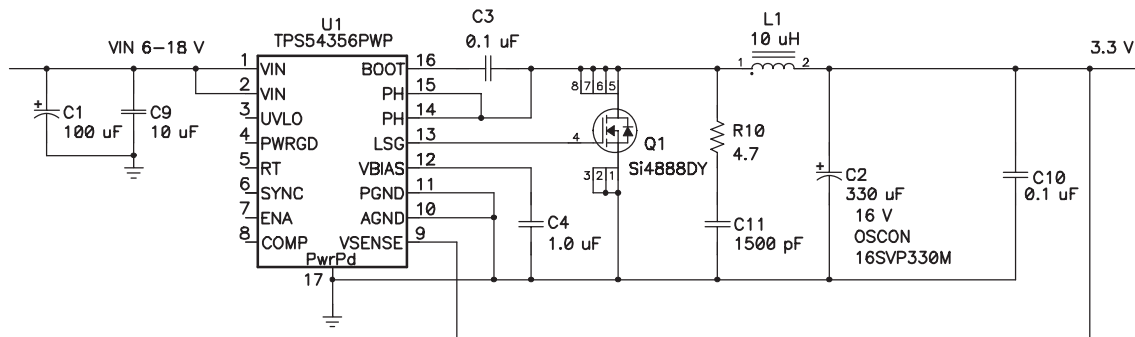 VIN 6–18 V
C1
100 uF
C9
10 uF
U1
TPS54356PWP
1 VIN
2 VIN
3 UVLO
4 PWRGD
5 RT
6 SYNC
7 ENA
8 COMP
BOOT 16
PH 15
PH 14
LSG 13
VBIAS 12
PGND 11
AGND 10
VSENSE 9
PwrPd
17
C3
0.1 uF
C4
1.0 uF
8 7 6 5
4
3 2 1
Q1
Si4888DY
R10
4.7
C11
1500 pF
L1
10 uH
1 2
+ C2
330 uF
16 V
OSCON
16SVP330M
C10
0.1 uF
3.3 V